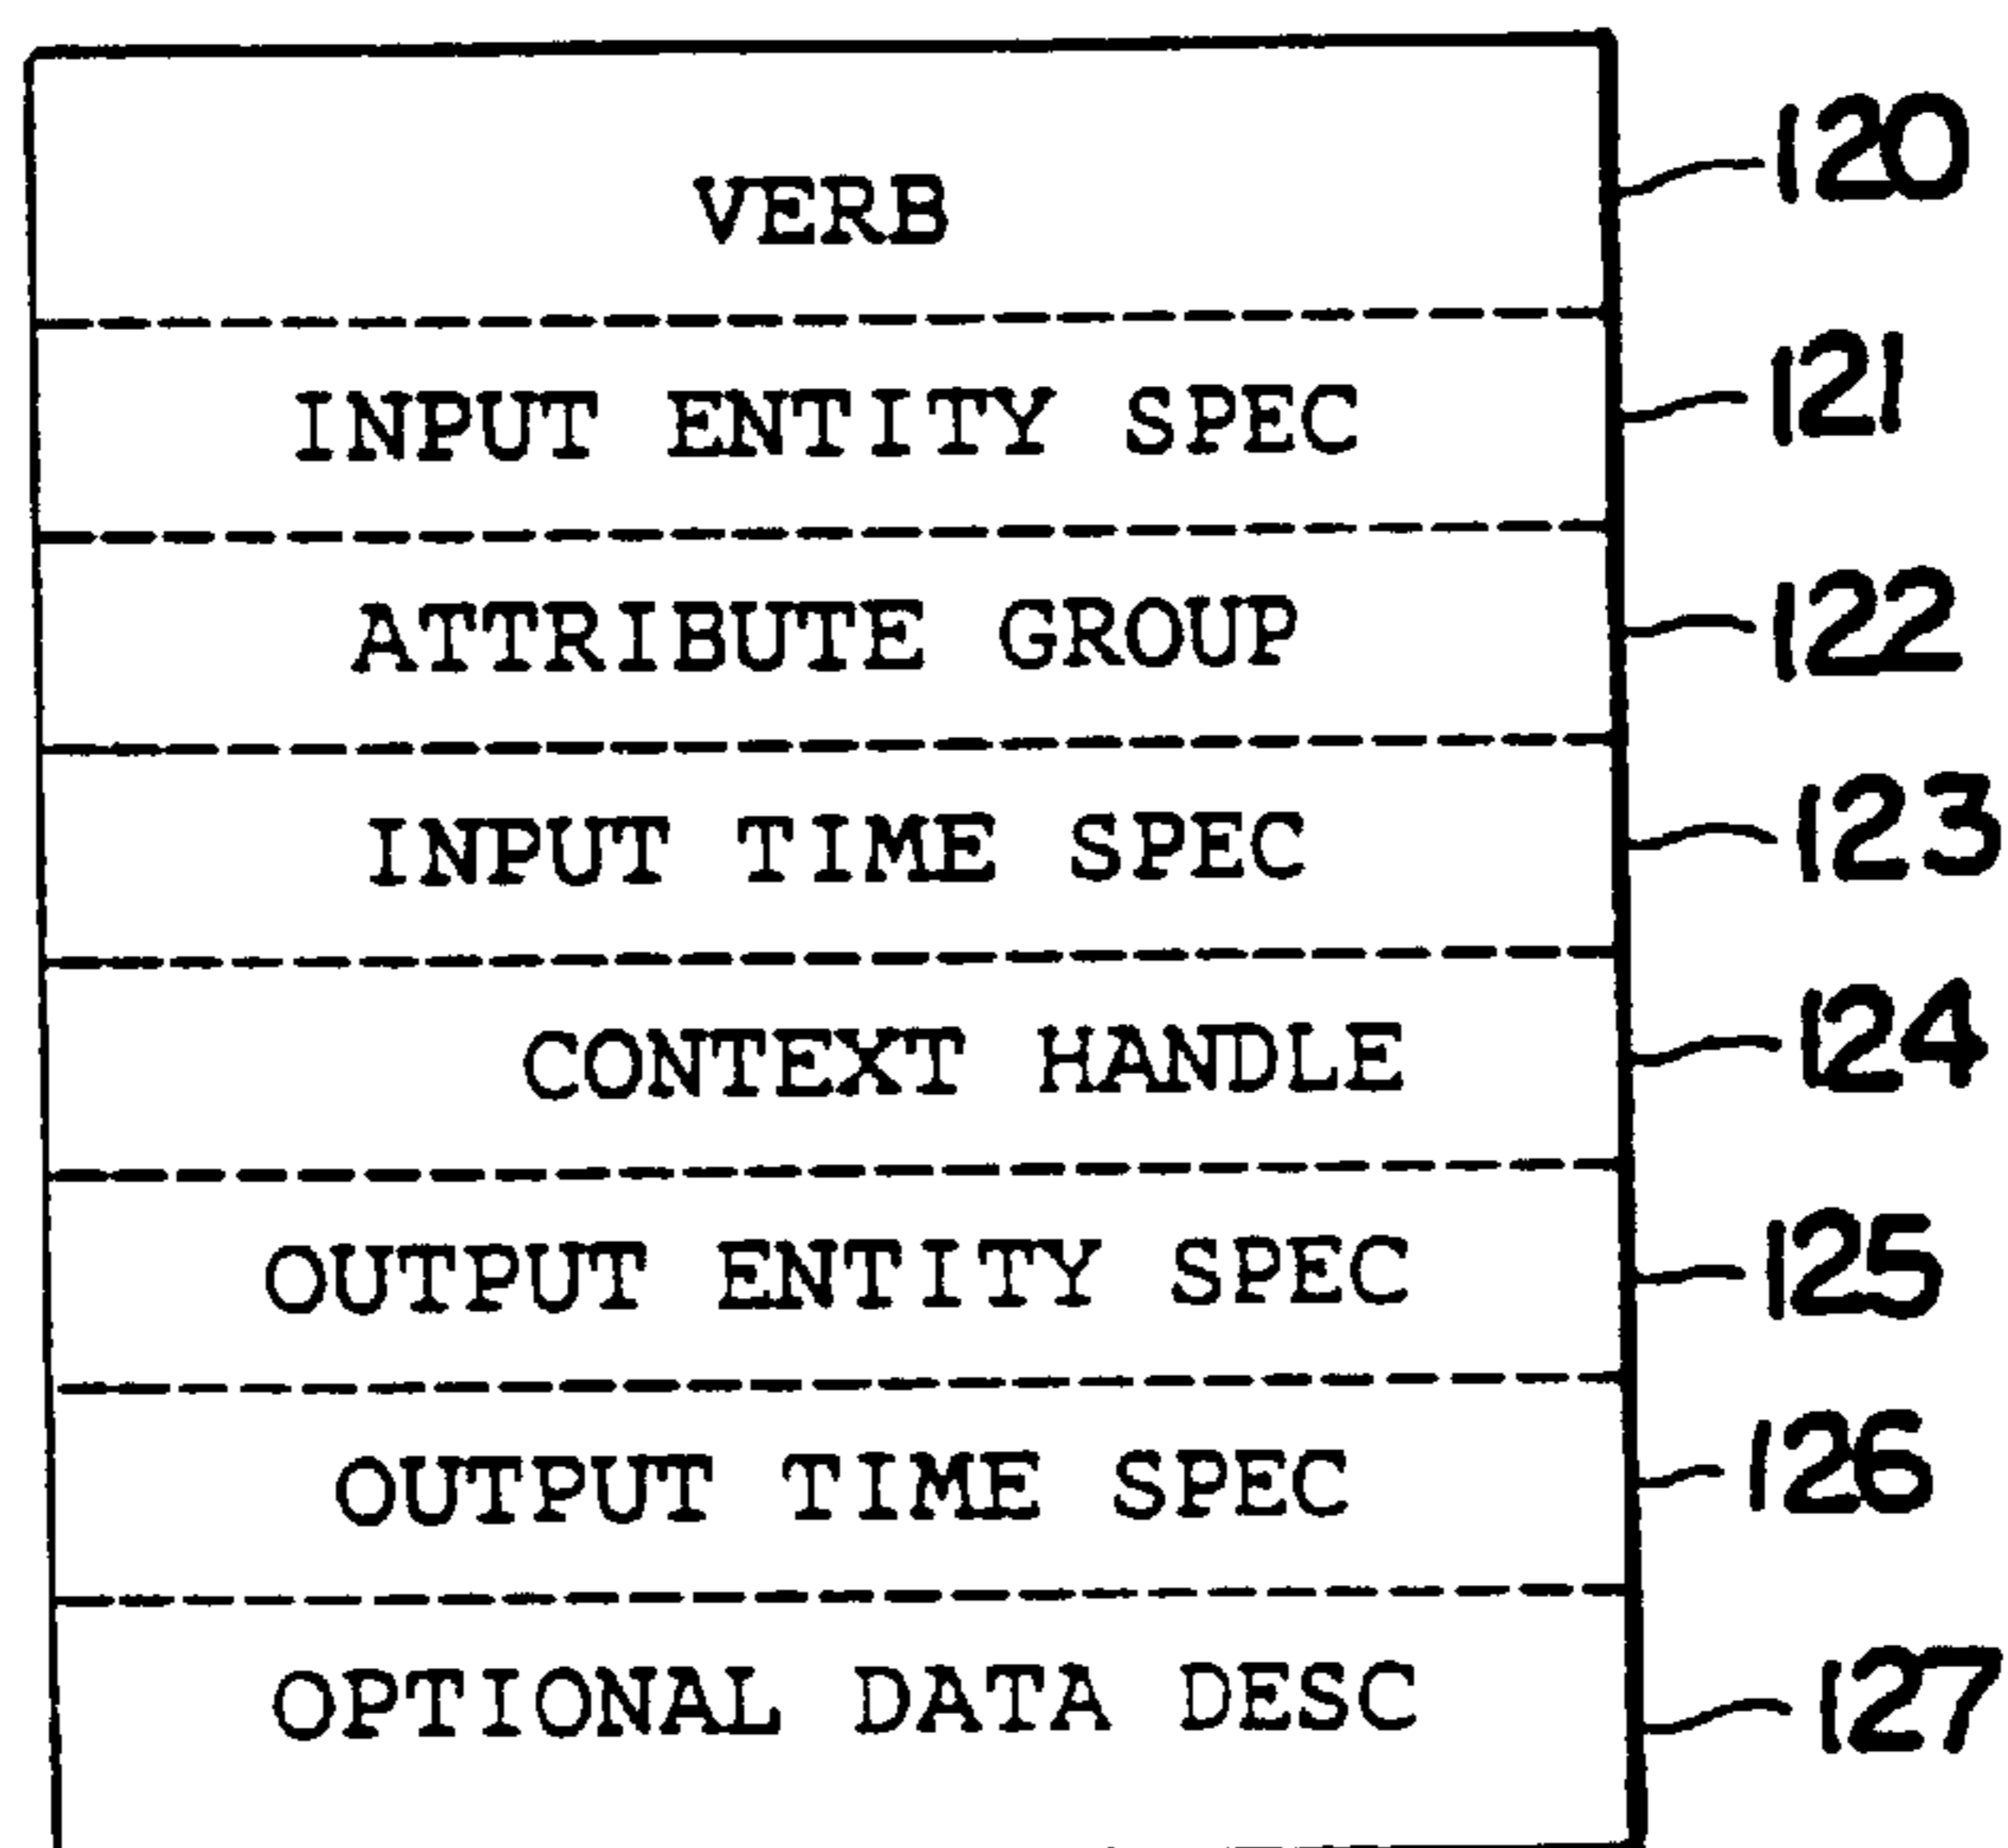 VERB 120
INPUT ENTITY SPEC 121
ATTRIBUTE GROUP 122
INPUT TIME SPEC 123
CONTEXT HANDLE 124
OUTPUT ENTITY SPEC 125
OUTPUT TIME SPEC 126
OPTIONAL DATA DESC 127